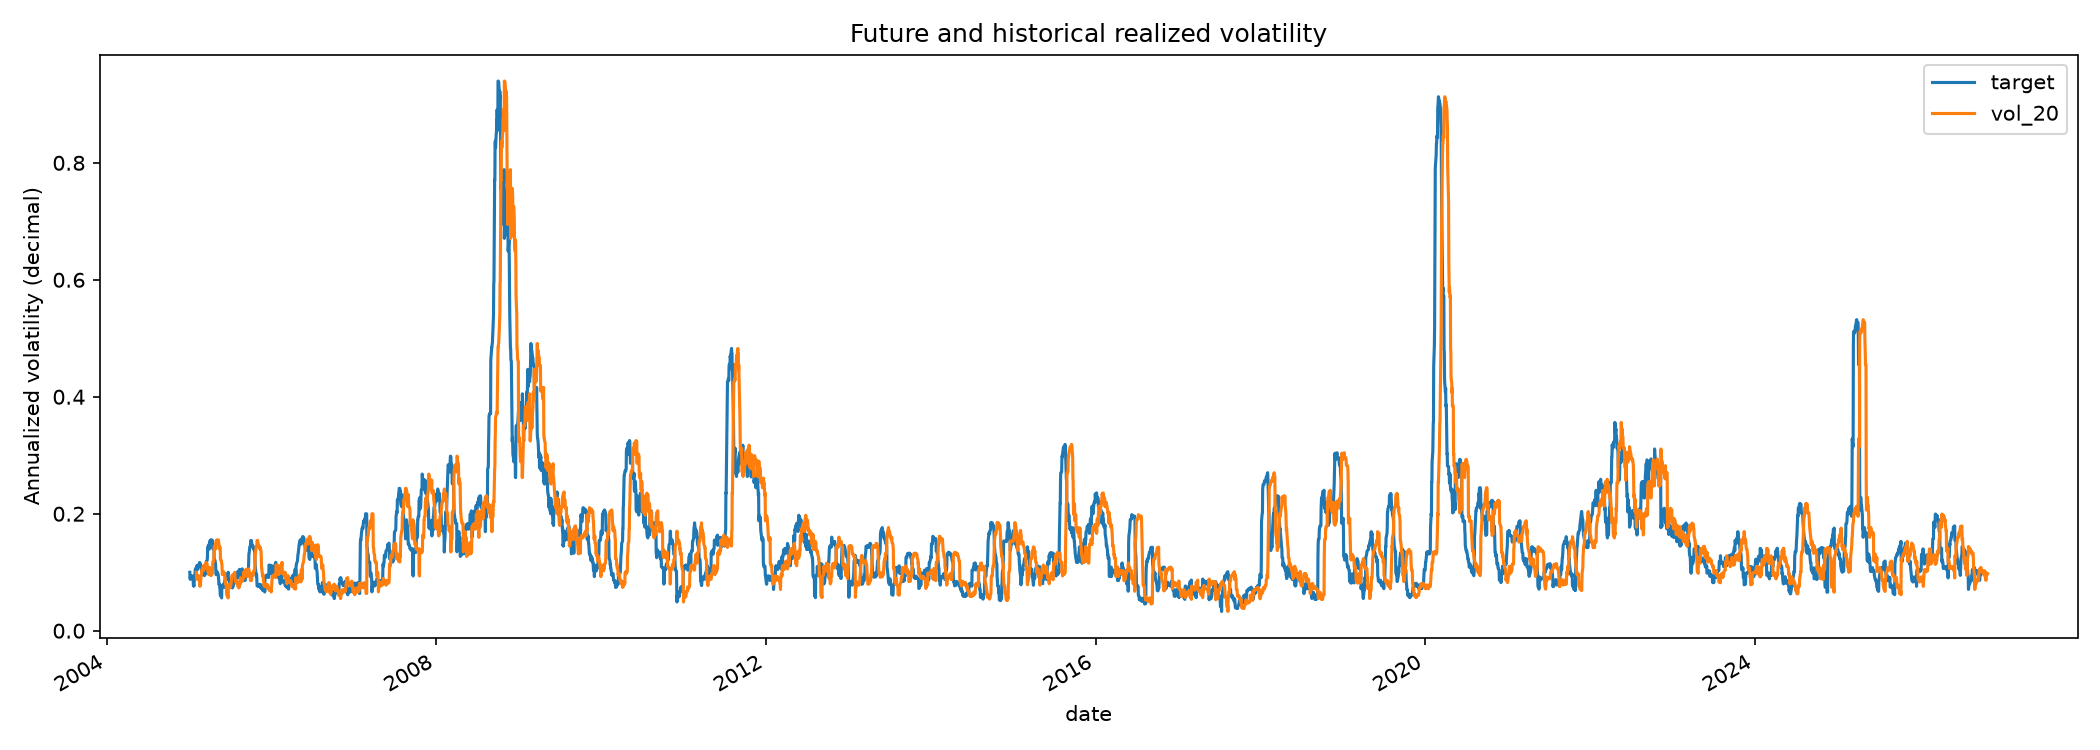 Future and historical realized volatility
target
vol_20
Annualized volatility (decimal)
0.8
0.6
0.4
0.2
0.0
2004
2008
2012
2016
2020
2024
date